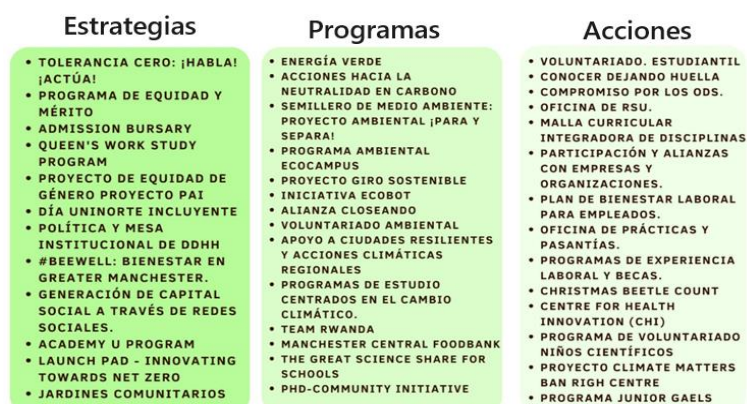 Estrategias
• TOLERANCIA CERO: ¡HABLA!
¡ACTÚA!
• PROGRAMA DE EQUIDAD Y
MÉRITO
• ADMISSION BURSARY
• QUEEN'S WORK STUDY
PROGRAM
• PROYECTO DE EQUIDAD DE
GÉNERO PROYECTO PAI
• DÍA UNINORTE INCLUYENTE
• POLÍTICA Y MESA
INSTITUCIONAL DE DDHH
• #BEEWELL: BIENESTAR EN
GREATER MANCHESTER.
• GENERACIÓN DE CAPITAL
SOCIAL A TRAVÉS DE REDES
SOCIALES.
• ACADEMY U PROGRAM
• LAUNCH PAD - INNOVATING
TOWARDS NET ZERO
• JARDINES COMUNITARIOS
Programas
• ENERGÍA VERDE
• ACCIONES HACIA LA
NEUTRALIDAD EN CARBONO
• SEMILLERO DE MEDIO AMBIENTE:
PROYECTO AMBIENTAL ¡PARA Y
SEPARA!
• PROGRAMA AMBIENTAL
ECOCAMPUS
• PROYECTO GIRO SOSTENIBLE
• INICIATIVA ECOBOT
• ALIANZA CLOSEANDO
• VOLUNTARIADO AMBIENTAL
• APOYO A CIUDADES RESILIENTES
Y ACCIONES CLIMÁTICAS
REGIONALES
• PROGRAMAS DE ESTUDIO
CENTRADOS EN EL CAMBIO
CLIMÁTICO.
• TEAM RWANDA
• MANCHESTER CENTRAL FOODBANK
• THE GREAT SCIENCE SHARE FOR
SCHOOLS
• PHD-COMMUNITY INITIATIVE
Acciones
• VOLUNTARIADO. ESTUDIANTIL
• CONOCER DEJANDO HUELLA
• COMPROMISO POR LOS ODS.
• OFICINA DE RSU.
• MALLA CURRICULAR
INTEGRADORA DE DISCIPLINAS
• PARTICIPACIÓN Y ALIANZAS
CON EMPRESAS Y
ORGANIZACIONES.
• PLAN DE BIENESTAR LABORAL
PARA EMPLEADOS.
• OFICINA DE PRÁCTICAS Y
PASANTÍAS.
• PROGRAMAS DE EXPERIENCIA
LABORAL Y BECAS.
• CHRISTMAS BEETLE COUNT
• CENTRE FOR HEALTH
INNOVATION (CHI)
• PROGRAMA DE VOLUNTARIADO
NIÑOS CIENTÍFICOS
• PROYECTO CLIMATE MATTERS
BAN RIGH CENTRE
• PROGRAMA JUNIOR GAELS